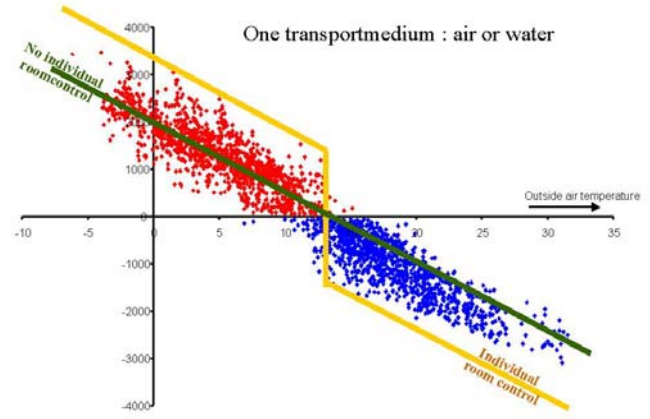 One transportmedium : air or water
4000
No individual
roomcontrol
3000
2000
1000
0
Outside air temperature
-10 -5 0 5 10 15 20 25 30 35
-1000
-2000
-3000
-4000
Individual
room control